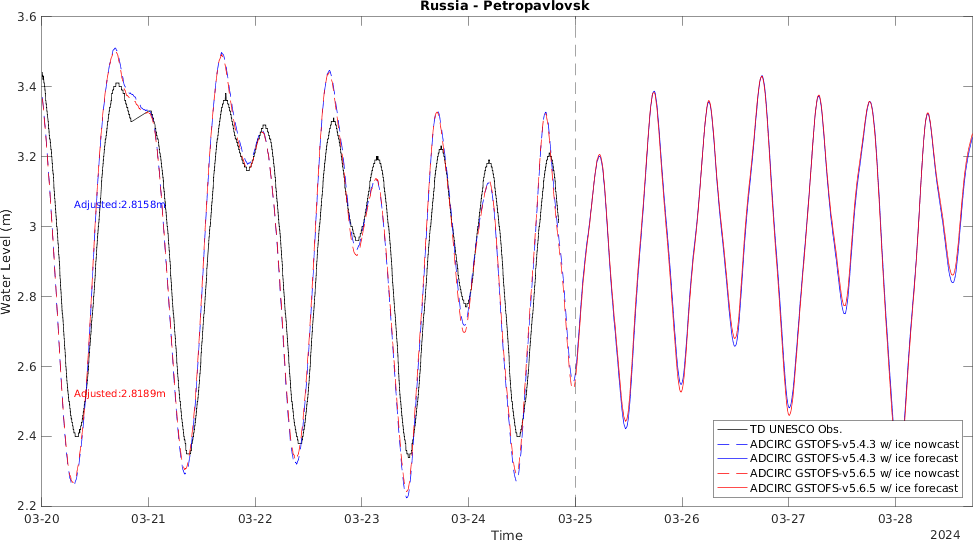 Russia - Petropavlovsk
3.6
3.4
3.2
3
2.8
2.6
2.4
2.2
Water Level (m)
Adjusted:2.8158m
Adjusted:2.8189m
TD UNESCO Obs.
ADCIRC GSTOFS-v5.4.3 w/ ice nowcast
ADCIRC GSTOFS-v5.4.3 w/ ice forecast
ADCIRC GSTOFS-v5.6.5 w/ ice nowcast
ADCIRC GSTOFS-v5.6.5 w/ ice forecast
03-20 03-21 03-22 03-23 03-24 03-25 03-26 03-27 03-28
Time
2024